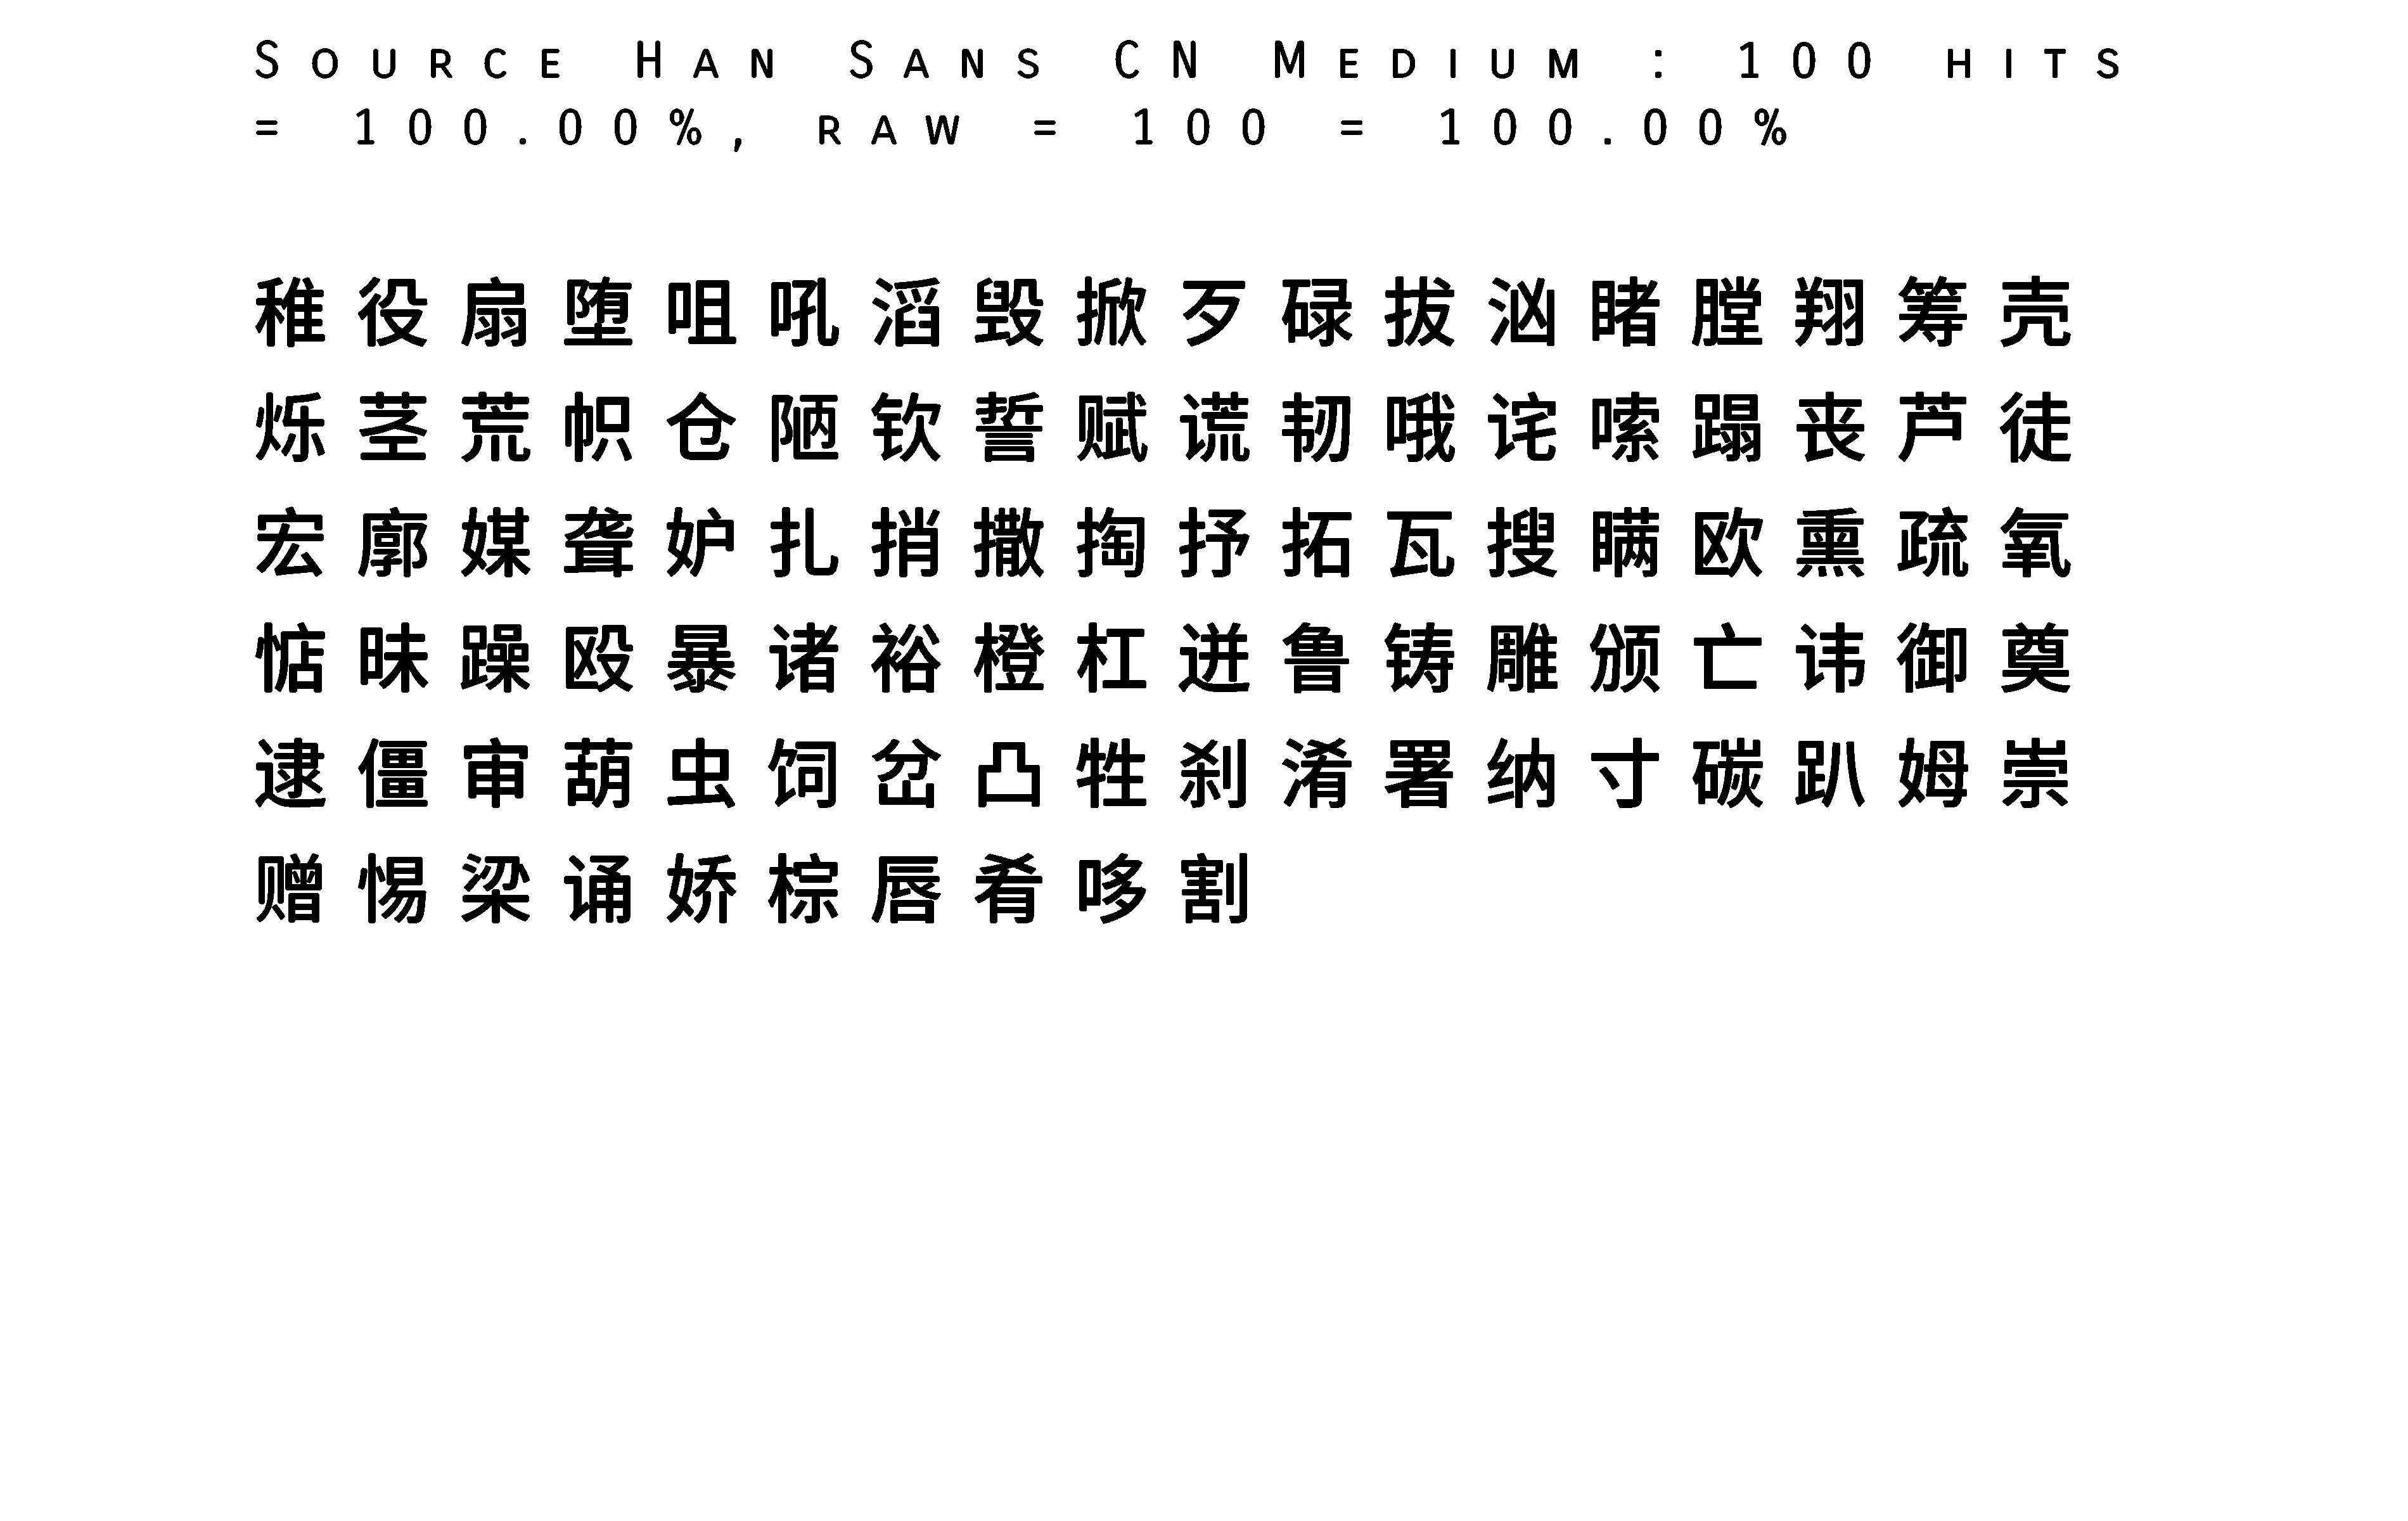 Source Han Sans CN Medium : 100 hits
= 100.00%, raw = 100 = 100.00%
稚役扇堕咀吼滔毁掀歹碌拔汹睹膛翔筹壳
烁茎荒帜仓陋钦誓赋谎韧哦诧嗦蹋丧芦徒
宏廓媒聋妒扎捎撒掏抒拓瓦搜瞒欧熏疏氧
惦昧躁殴暴诸裕橙杠迸鲁铸雕颁亡讳御奠
逮僵审葫虫饲岔凸牲刹淆署纳寸碳趴姆崇
赠惕梁诵娇棕唇肴哆割